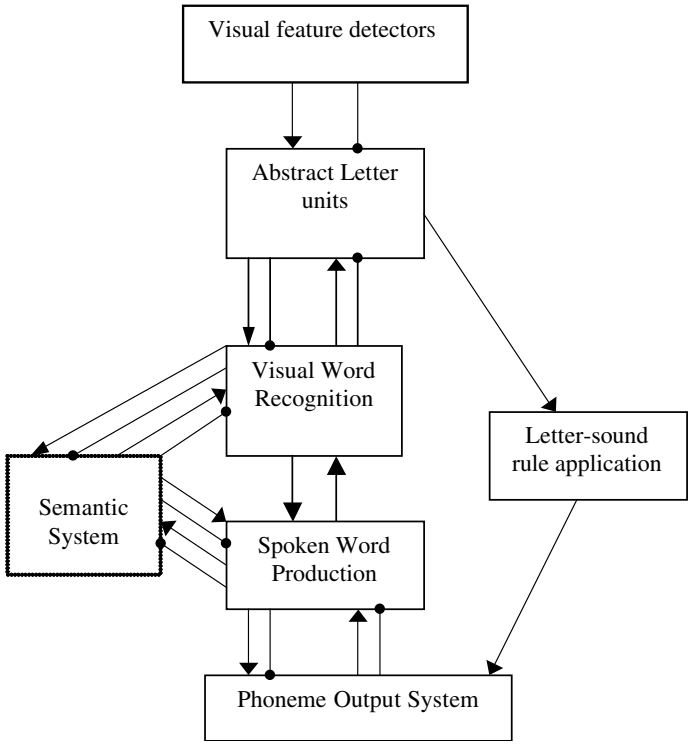 Visual feature detectors
Abstract Letter
units
Visual Word
Recognition
Letter-sound
rule application
Semantic
System
Spoken Word
Production
Phoneme Output System